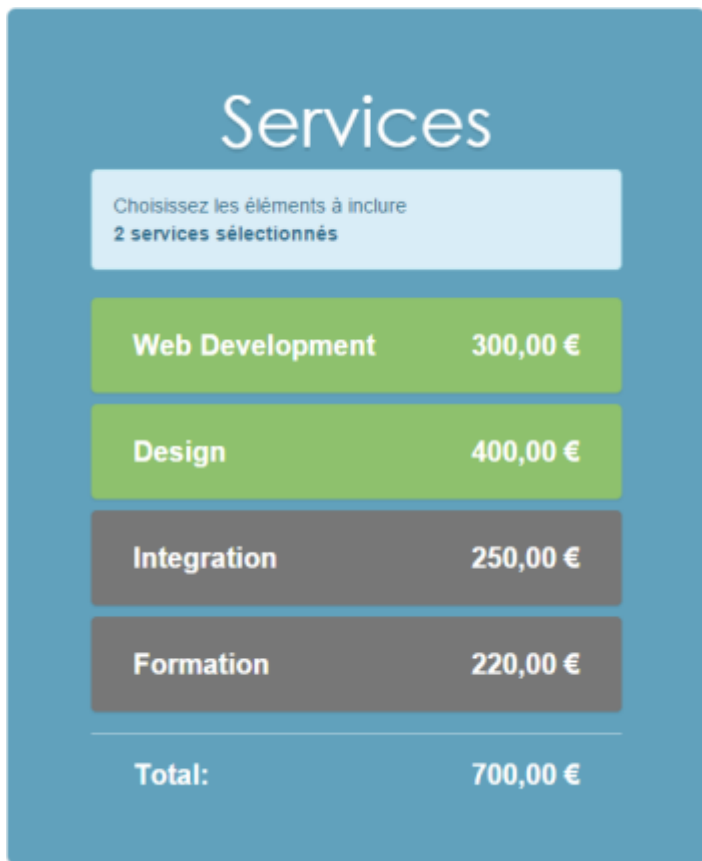 Services
Choisissez les éléments à inclure
2 services sélectionnés
Web Development 300,00 €
Design 400,00 €
Integration 250,00 €
Formation 220,00 €
Total: 700,00 €